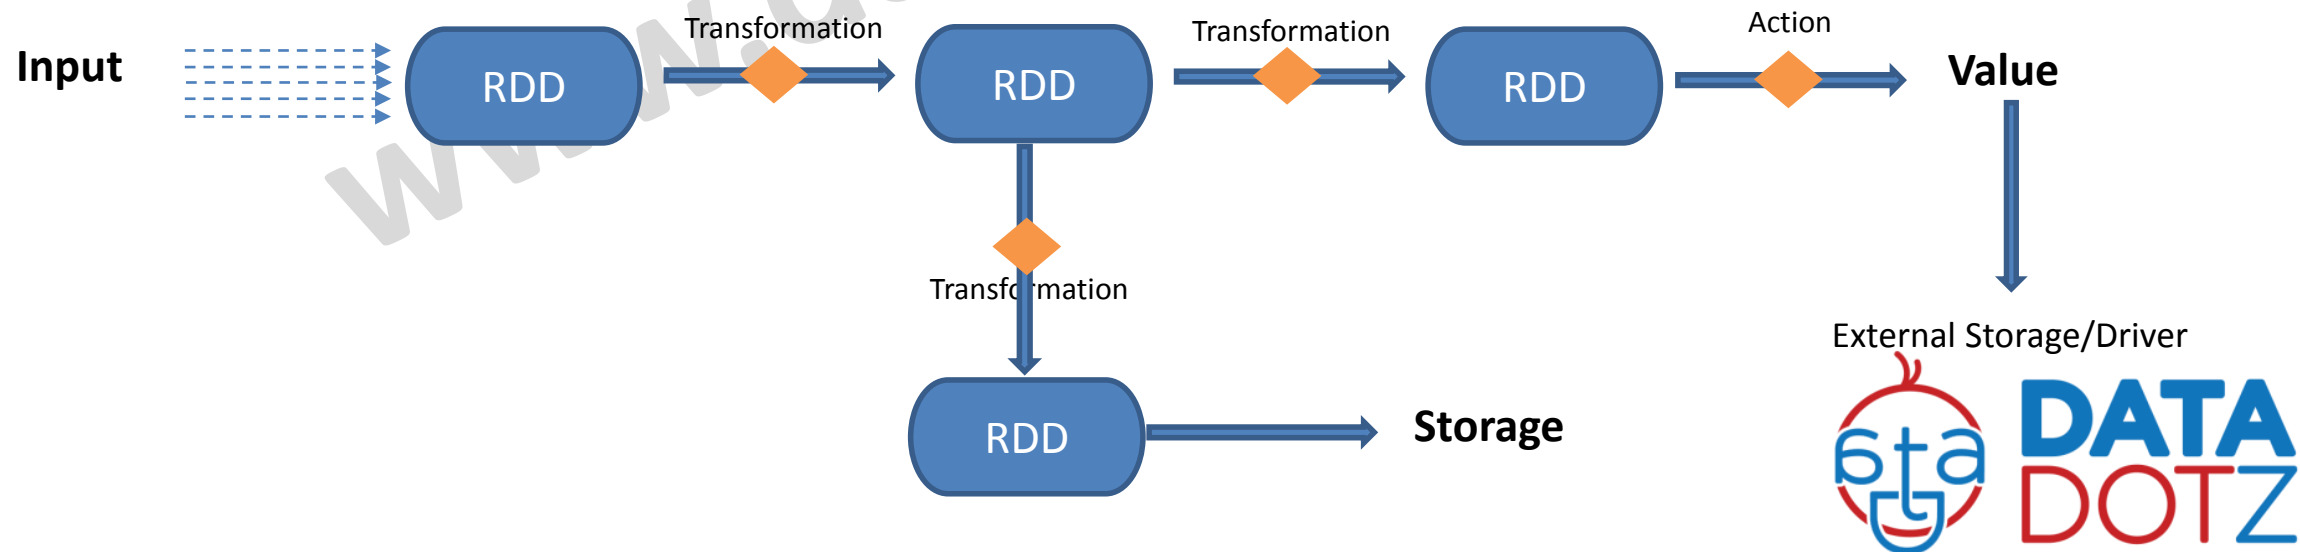 Input
RDD
Transformation
RDD
Transformation
RDD
Action
Value
Transformation
RDD
Storage
External Storage/Driver
DATA
DOTZ